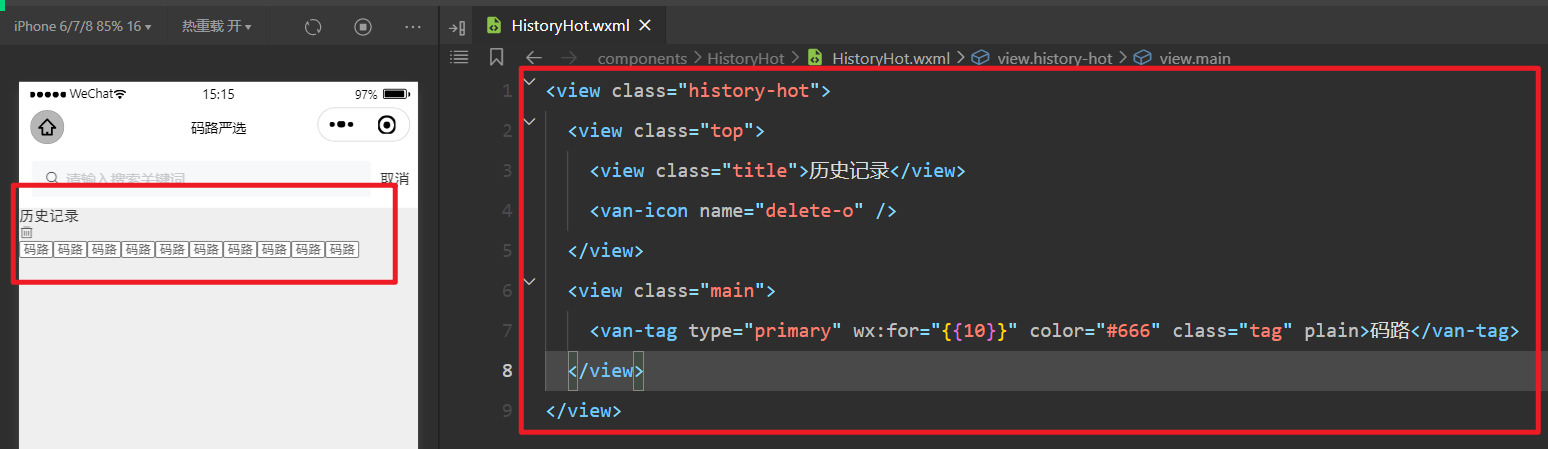 iPhone 6/7/8 85% 16
热重载 开
HistoryHot.wxml
components > HistoryHot > HistoryHot.wxml > view.history-hot > view.main
WeChat
15:15
97%
码路严选
请输入搜索关键词
取消
历史记录
码路 码路 码路 码路 码路 码路 码路 码路 码路 码路
1 <view class="history-hot">
2 <view class="top">
3 <view class="title">历史记录</view>
4 <van-icon name="delete-o" />
5 </view>
6 <view class="main">
7 <van-tag type="primary" wx:for="{{10}}" color="#666" class="tag" plain>码路</van-tag>
8 </view>
9 </view>